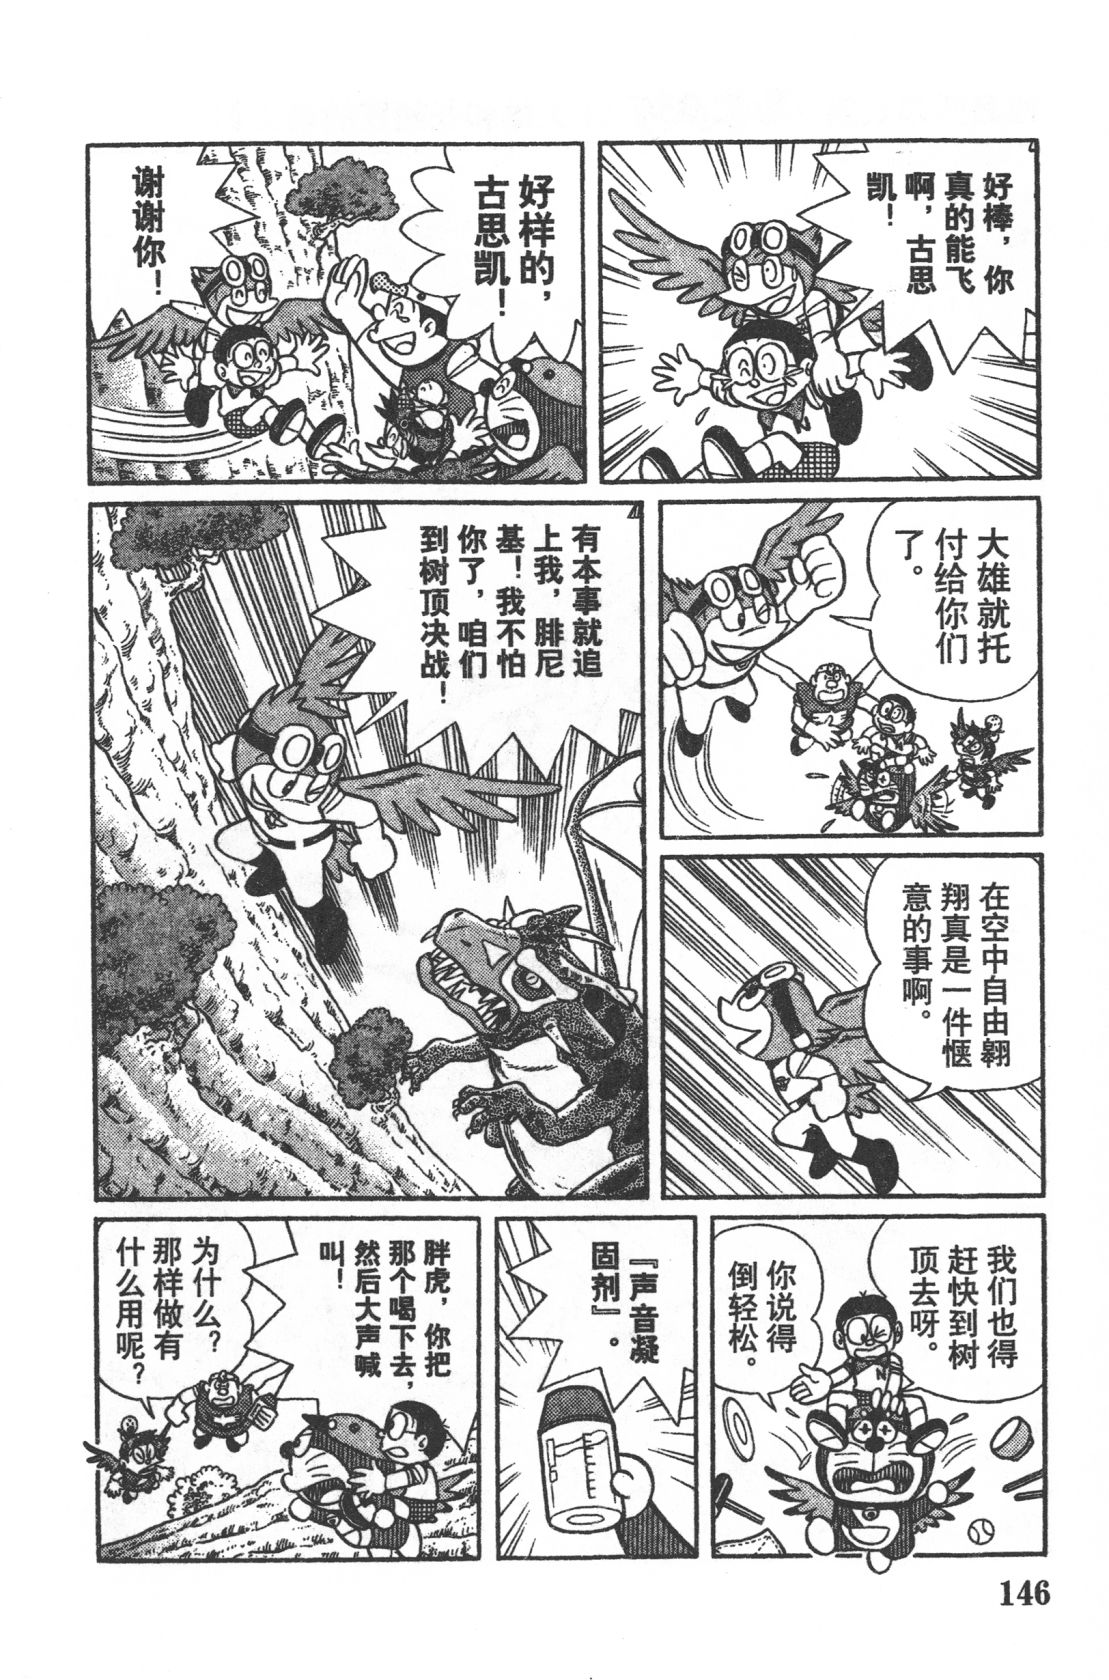 好棒，你
真的能飞
啊，古思
凯！
好样的，
古思凯！
谢谢你！
大雄就托
付给你们
了。
在空中自由翱
翔真是一件惬
意的事啊。
有本事就追
上我，腓尼
基！我不怕
你了，咱们
到树顶决战！
我们也得
赶快到树
顶去呀。
你说得
倒轻松。
『声音凝
固剂』。
胖虎，你把
那个喝下去，
然后大声喊
叫！
为什么？
那样做有
什么用呢？
146